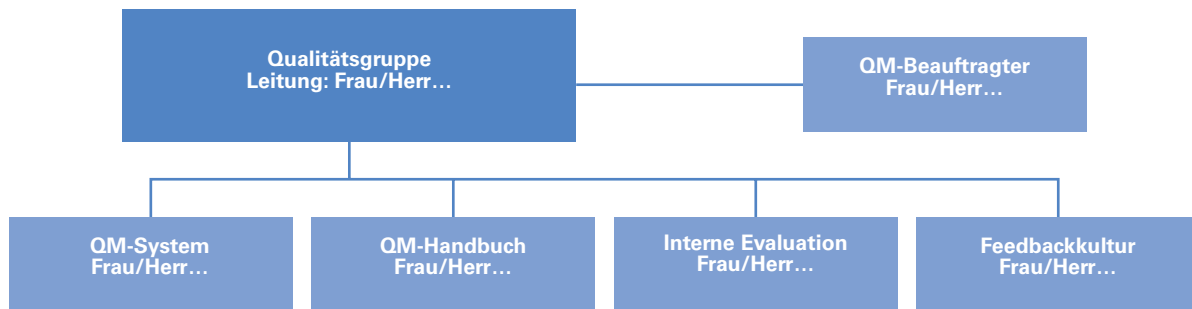 Qualitätsgruppe
Leitung: Frau/Herr…
QM-Beauftragter
Frau/Herr…
QM-System
Frau/Herr…
QM-Handbuch
Frau/Herr…
Interne Evaluation
Frau/Herr…
Feedbackkultur
Frau/Herr…